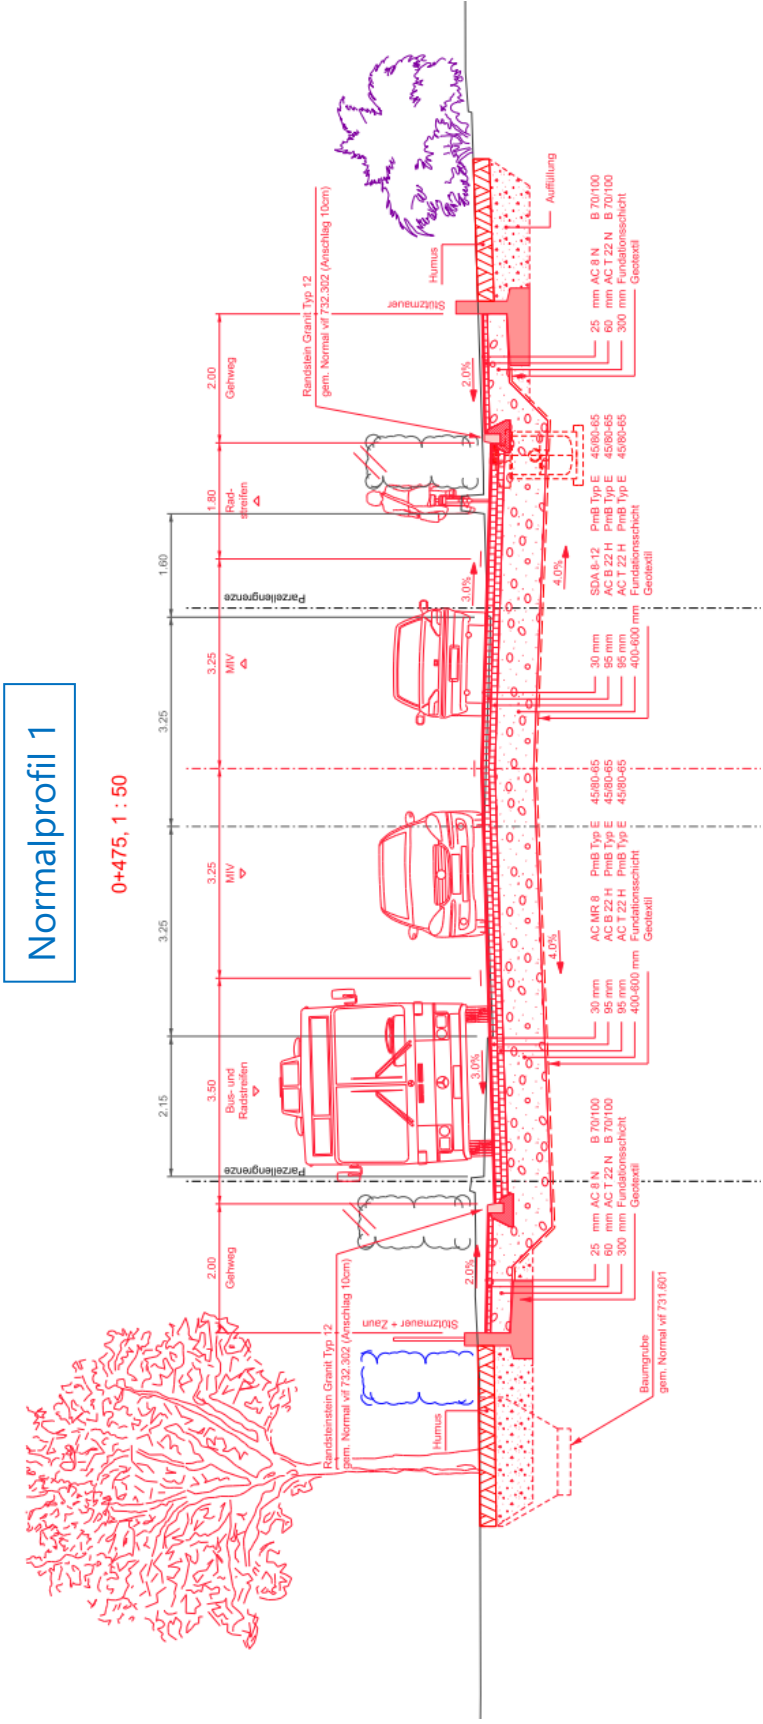 Normalprofil 1
0+475, 1 : 50
2.15
3.25
3.25
1.60
2.00
Gehweg
3.50
Bus- und
Radstreifen
3.25
MIV
3.25
MIV
1.80
Rad-
streifen
2.00
Gehweg
Parzellengrenze
Parzellengrenze
Randsteinstein Granit Typ 12
gem. Normal vif 732.302 (Anschlag 10cm)
Randstein Granit Typ 12
gem. Normal vif 732.302 (Anschlag 10cm)
Stützmauer + Zaun
Stützmauer
Humus
Humus
2.0%
3.0%
3.0%
2.0%
4.0%
4.0%
Auffüllung
25 mm AC 8 N B 70/100
60 mm AC T 22 N B 70/100
300 mm Fundationsschicht
Geotextil
30 mm AC MR 8 PmB Typ E 45/80-65
95 mm AC B 22 H PmB Typ E 45/80-65
95 mm AC T 22 H PmB Typ E 45/80-65
400-600 mm Fundationsschicht
Geotextil
30 mm SDA 8-12 PmB Typ E 45/80-65
95 mm AC B 22 H PmB Typ E 45/80-65
95 mm AC T 22 H PmB Typ E 45/80-65
400-600 mm Fundationsschicht
Geotextil
25 mm AC 8 N B 70/100
60 mm AC T 22 N B 70/100
300 mm Fundationsschicht
Geotextil
Baumgrube
gem. Normal vif 731.601